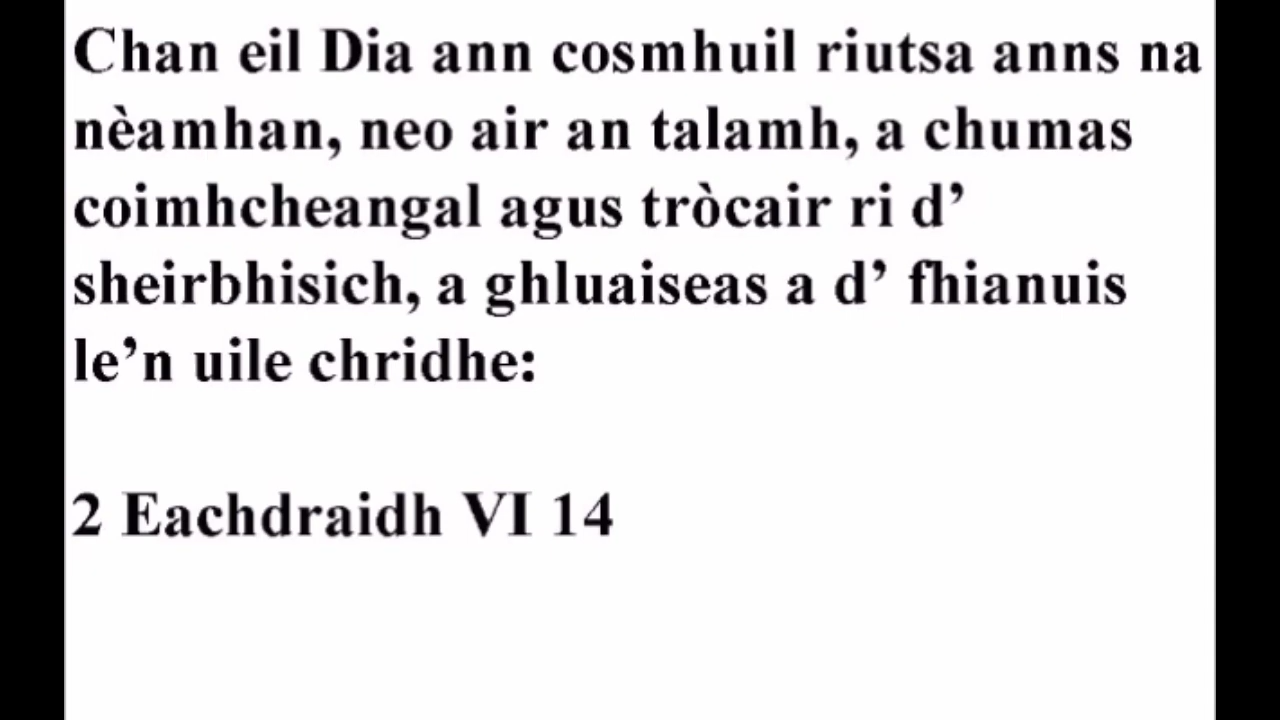 Chan eil Dia ann cosmhuil riutsa anns na
nèamhan, neo air an talamh, a chumas
coimhcheangal agus tròcair ri d’
sheirbhisich, a ghluaiseas a d’ fhianuis
le’n uile chridhe:
2 Eachdraidh VI 14